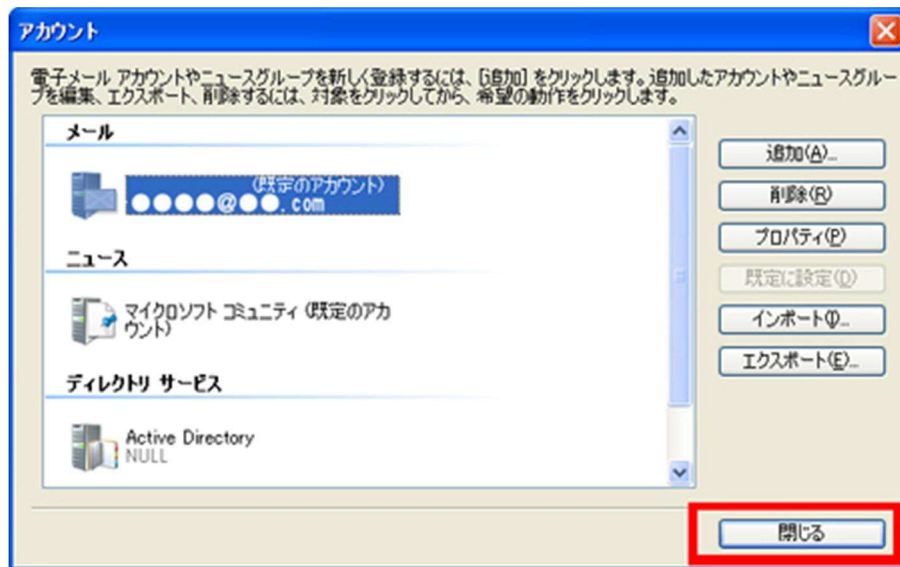 アカウント
電子メール アカウントやニュースグループを新しく登録するには、[追加] をクリックします。追加したアカウントやニュースグルー
プを編集、エクスポート、削除するには、対象をクリックしてから、希望の動作をクリックします。
メール
(既定のアカウント)
●●●●@●●.com
ニュース
マイクロソフト コミュニティ (既定のアカ
ウント)
ディレクトリ サービス
Active Directory
NULL
追加(A)...
削除(R)
プロパティ(P)
既定に設定(D)
インポート(I)...
エクスポート(E)...
閉じる